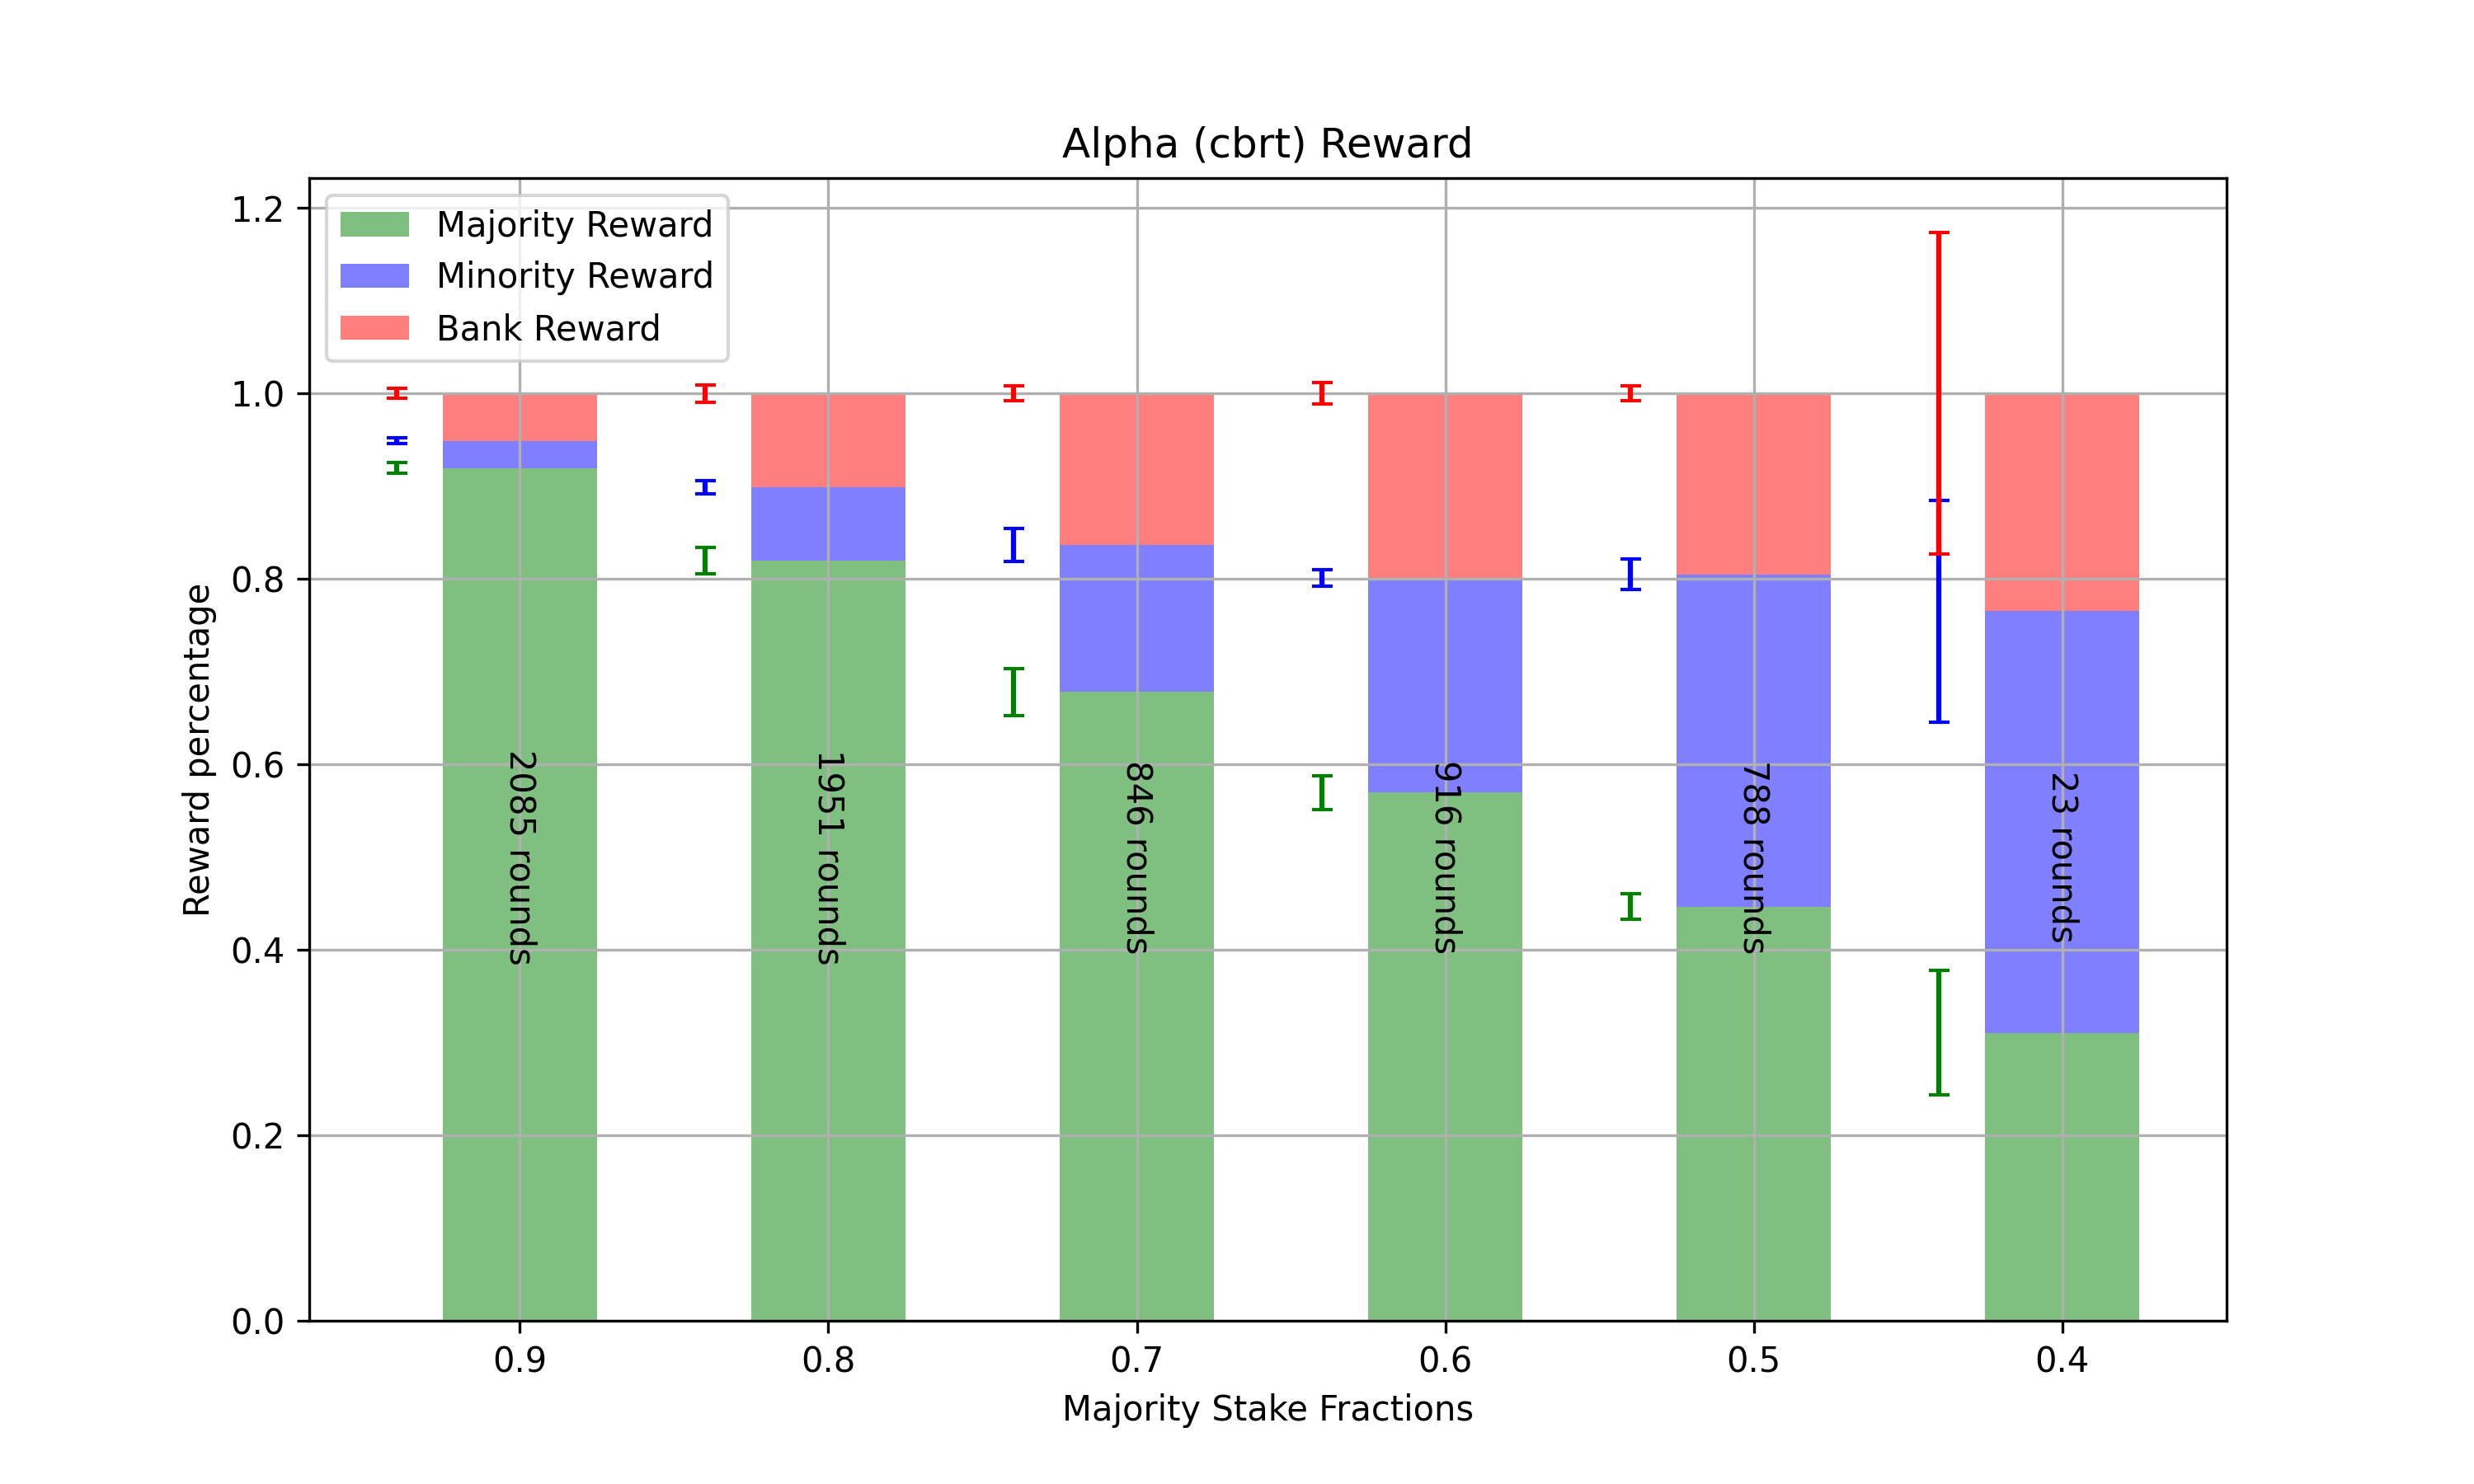 Alpha (cbrt) Reward
Majority Reward
Minority Reward
Bank Reward
Reward percentage
1.2
1.0
0.8
0.6
0.4
0.2
0.0
2085 rounds
1951 rounds
846 rounds
916 rounds
788 rounds
23 rounds
0.9 0.8 0.7 0.6 0.5 0.4
Majority Stake Fractions